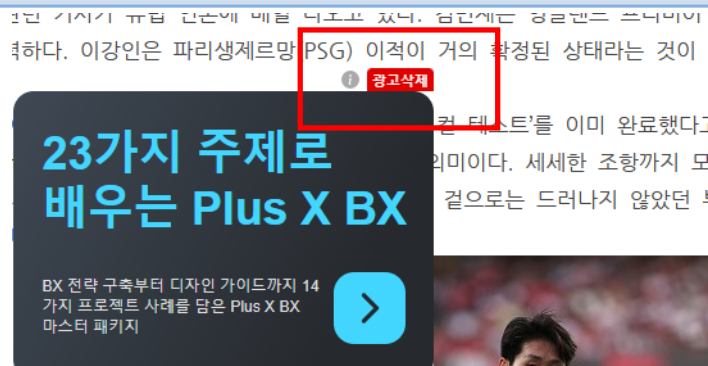 격하다. 이강인은 파리생제르망(PSG) 이적이 거의 확정된 상태라는 것이
광고삭제
컬 테스트’를 이미 완료했다고
의미이다. 세세한 조항까지 모
겉으로는 드러나지 않았던
23가지 주제로
배우는 Plus X BX
BX 전략 구축부터 디자인 가이드까지 14
가지 프로젝트 사례를 담은 Plus X BX
마스터 패키지